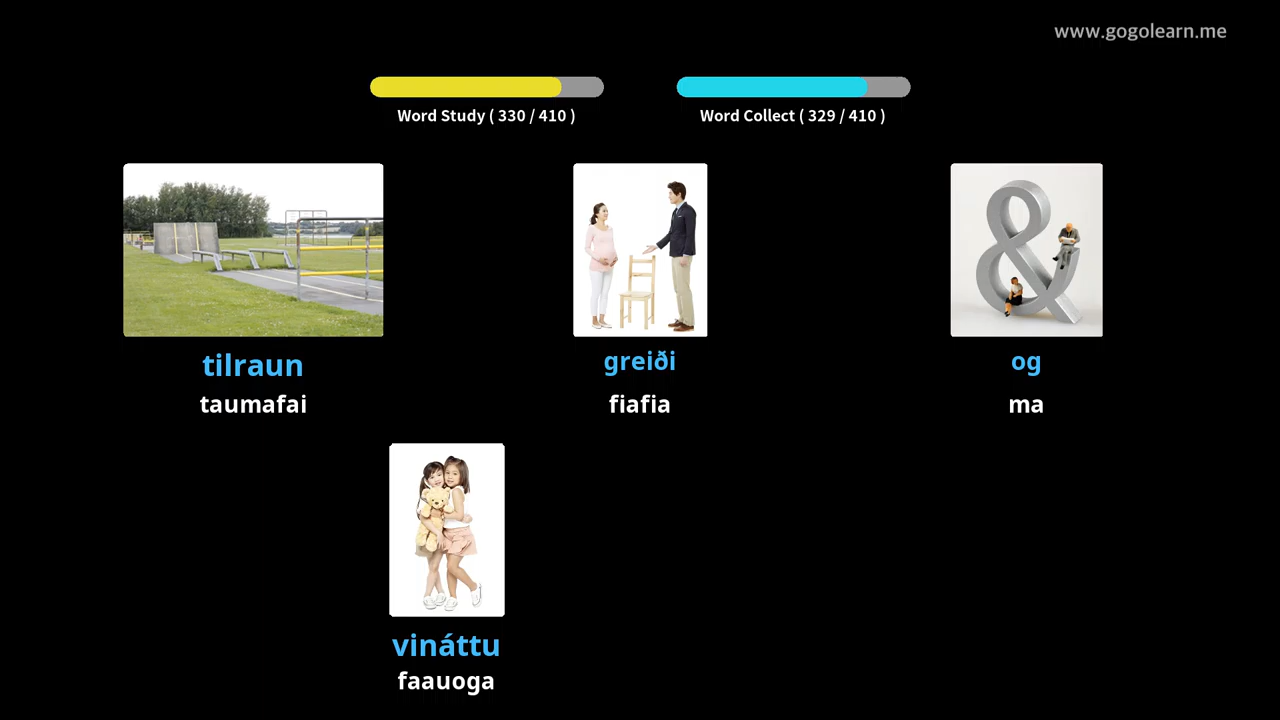 www.gogolearn.me
Word Study ( 330 / 410 )
Word Collect ( 329 / 410 )
tilraun
greiði
og
taumafai
fiafia
ma
&
vináttu
faauoga